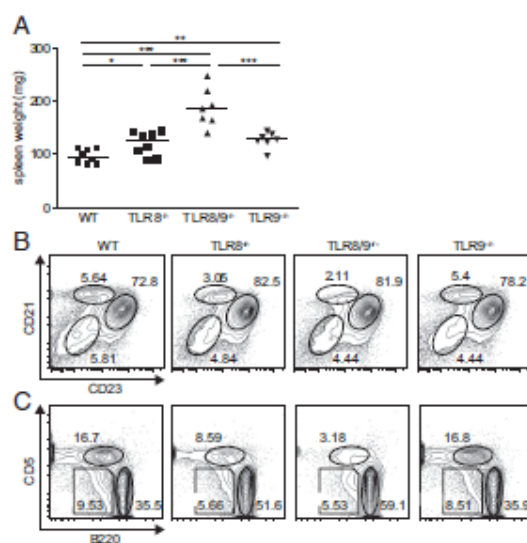 A
**
***
* *** ***
300
200
100
0
spleen weight (mg)
WT TLR8-/- TLR8/9-/- TLR9-/-
B
WT TLR8-/- TLR8/9-/- TLR9-/-
5.64 72.8 3.05 82.5 2.11 81.9 5.4 78.2
5.81 4.84 4.44 4.44
CD21
CD23
C
16.7 8.59 3.18 16.8
9.53 35.5 5.66 51.6 5.53 59.1 8.51 35.9
CD5
B220